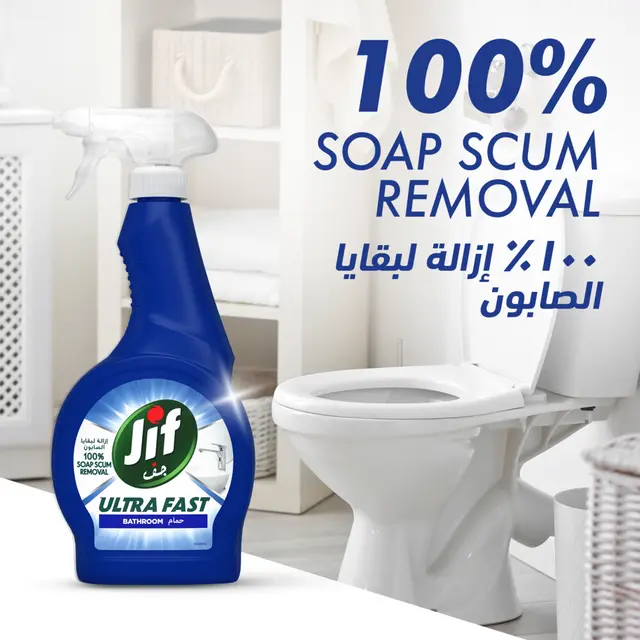 100%
SOAP SCUM
REMOVAL
١٠٠٪ إزالة لبقايا
الصابون
Jif
جف
إزالة لبقايا
الصابون
100%
SOAP SCUM
REMOVAL
ULTRA FAST
BATHROOM حمام